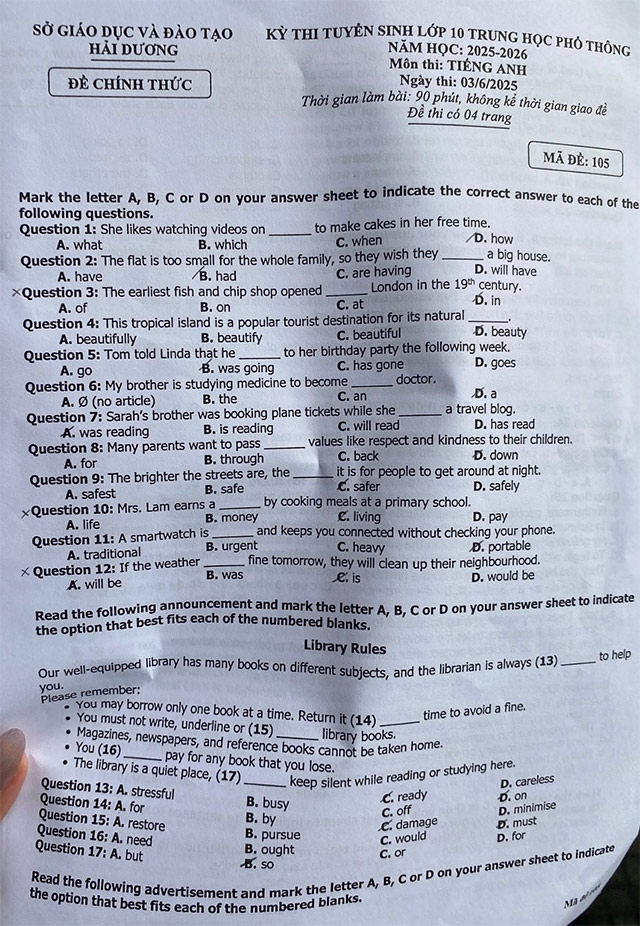 SỞ GIÁO DỤC VÀ ĐÀO TẠO
HẢI DƯƠNG
ĐỀ CHÍNH THỨC
KỲ THI TUYỂN SINH LỚP 10 TRUNG HỌC PHỔ THÔNG
NĂM HỌC: 2025-2026
Môn thi: TIẾNG ANH
Ngày thi: 03/6/2025
Thời gian làm bài: 90 phút, không kể thời gian giao đề
Đề thi có 04 trang
MÃ ĐỀ: 105
Mark the letter A, B, C or D on your answer sheet to indicate the correct answer to each of the
following questions.
Question 1: She likes watching videos on ______ to make cakes in her free time.
A. what B. which C. when D. how
Question 2: The flat is too small for the whole family, so they wish they ______ a big house.
A. have B. had C. are having D. will have
Question 3: The earliest fish and chip shop opened ______ London in the 19th century.
A. of B. on C. at D. in
Question 4: This tropical island is a popular tourist destination for its natural ______.
A. beautifully B. beautify C. beautiful D. beauty
Question 5: Tom told Linda that he ______ to her birthday party the following week.
A. go B. was going C. has gone D. goes
Question 6: My brother is studying medicine to become ______ doctor.
A. Ø (no article) B. the C. an D. a
Question 7: Sarah's brother was booking plane tickets while she ______ a travel blog.
A. was reading B. is reading C. will read D. has read
Question 8: Many parents want to pass ______ values like respect and kindness to their children.
A. for B. through C. back D. down
Question 9: The brighter the streets are, the ______ it is for people to get around at night.
A. safest B. safe C. safer D. safely
Question 10: Mrs. Lam earns a ______ by cooking meals at a primary school.
A. life B. money C. living D. pay
Question 11: A smartwatch is ______ and keeps you connected without checking your phone.
A. traditional B. urgent C. heavy D. portable
Question 12: If the weather ______ fine tomorrow, they will clean up their neighbourhood.
A. will be B. was C. is D. would be
Read the following announcement and mark the letter A, B, C or D on your answer sheet to indicate
the option that best fits each of the numbered blanks.
Library Rules
Our well-equipped library has many books on different subjects, and the librarian is always (13) ______ to help
you.
Please remember:
• You may borrow only one book at a time. Return it (14) ______ time to avoid a fine.
• You must not write, underline or (15) ______ library books.
• Magazines, newspapers, and reference books cannot be taken home.
• You (16) ______ pay for any book that you lose.
• The library is a quiet place, (17) ______ keep silent while reading or studying here.
Question 13: A. stressful B. busy C. ready D. careless
Question 14: A. for B. by C. off D. on
Question 15: A. restore B. pursue C. damage D. minimise
Question 16: A. need B. ought C. would D. must
Question 17: A. but B. so C. or D. for
Read the following advertisement and mark the letter A, B, C or D on your answer sheet to indicate
the option that best fits each of the numbered blanks.
Mã đề